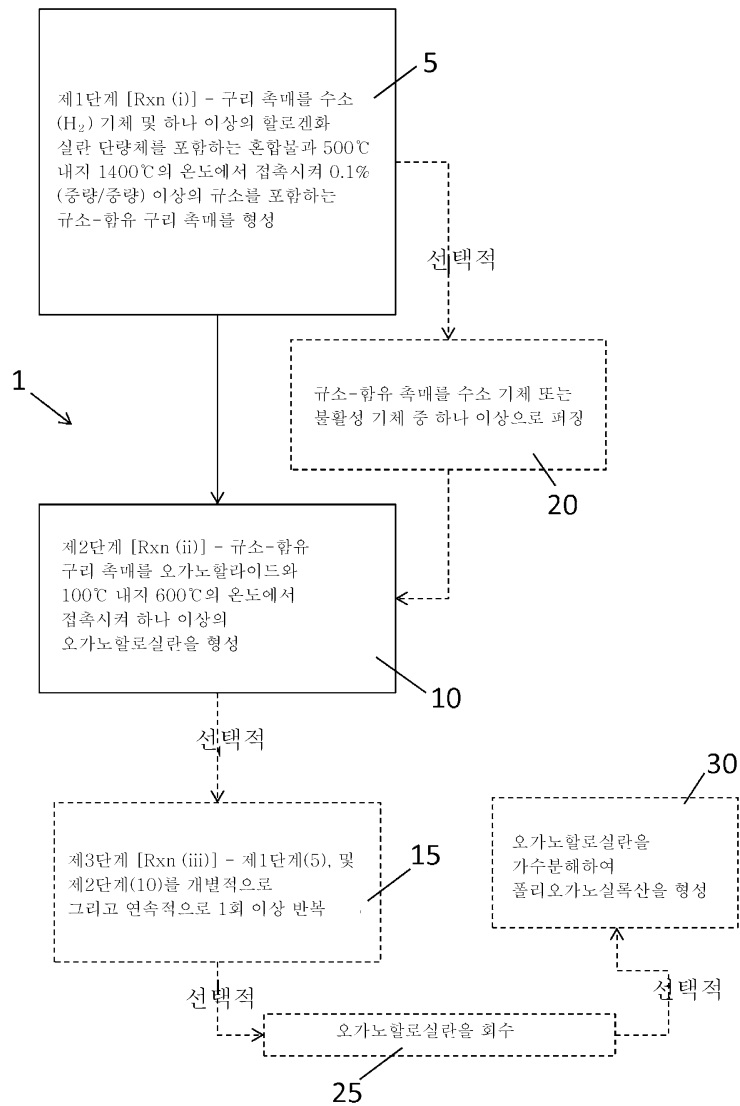 5
제1단계 [Rxn (i)] - 구리 촉매를 수소
(H₂) 기체 및 하나 이상의 할로겐화
실란 단량체를 포함하는 혼합물과 500℃
내지 1400℃의 온도에서 접촉시켜 0.1%
(중량/중량) 이상의 규소를 포함하는
규소-함유 구리 촉매를 형성
선택적
1
규소-함유 촉매를 수소 기체 또는
불활성 기체 중 하나 이상으로 퍼징
20
제2단계 [Rxn (ii)] - 규소-함유
구리 촉매를 오가노할라이드와
100℃ 내지 600℃의 온도에서
접촉시켜 하나 이상의
오가노할로실란을 형성
10
선택적
제3단계 [Rxn (iii)] - 제1단계(5), 및
제2단계(10)를 개별적으로
그리고 연속적으로 1회 이상 반복
15
30
오가노할로실란을
가수분해하여
폴리오가노실록산을 형성
선택적
선택적
오가노할로실란을 회수
25